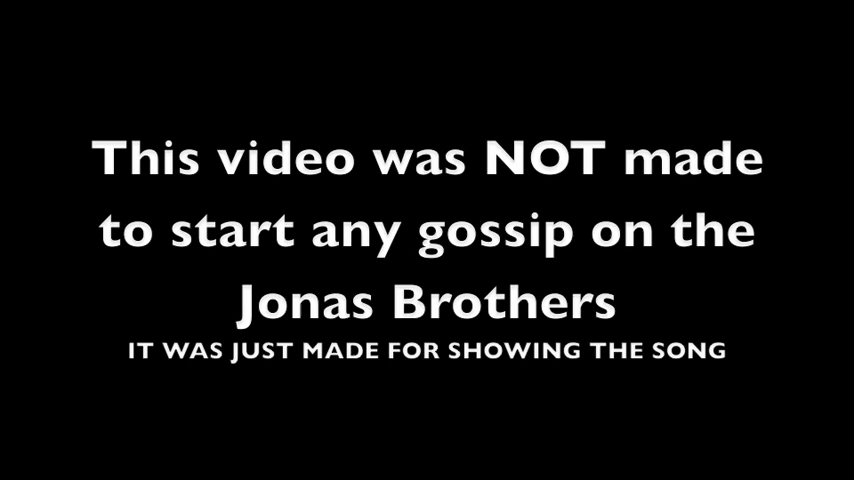 This video was NOT made
to start any gossip on the
Jonas Brothers
IT WAS JUST MADE FOR SHOWING THE SONG